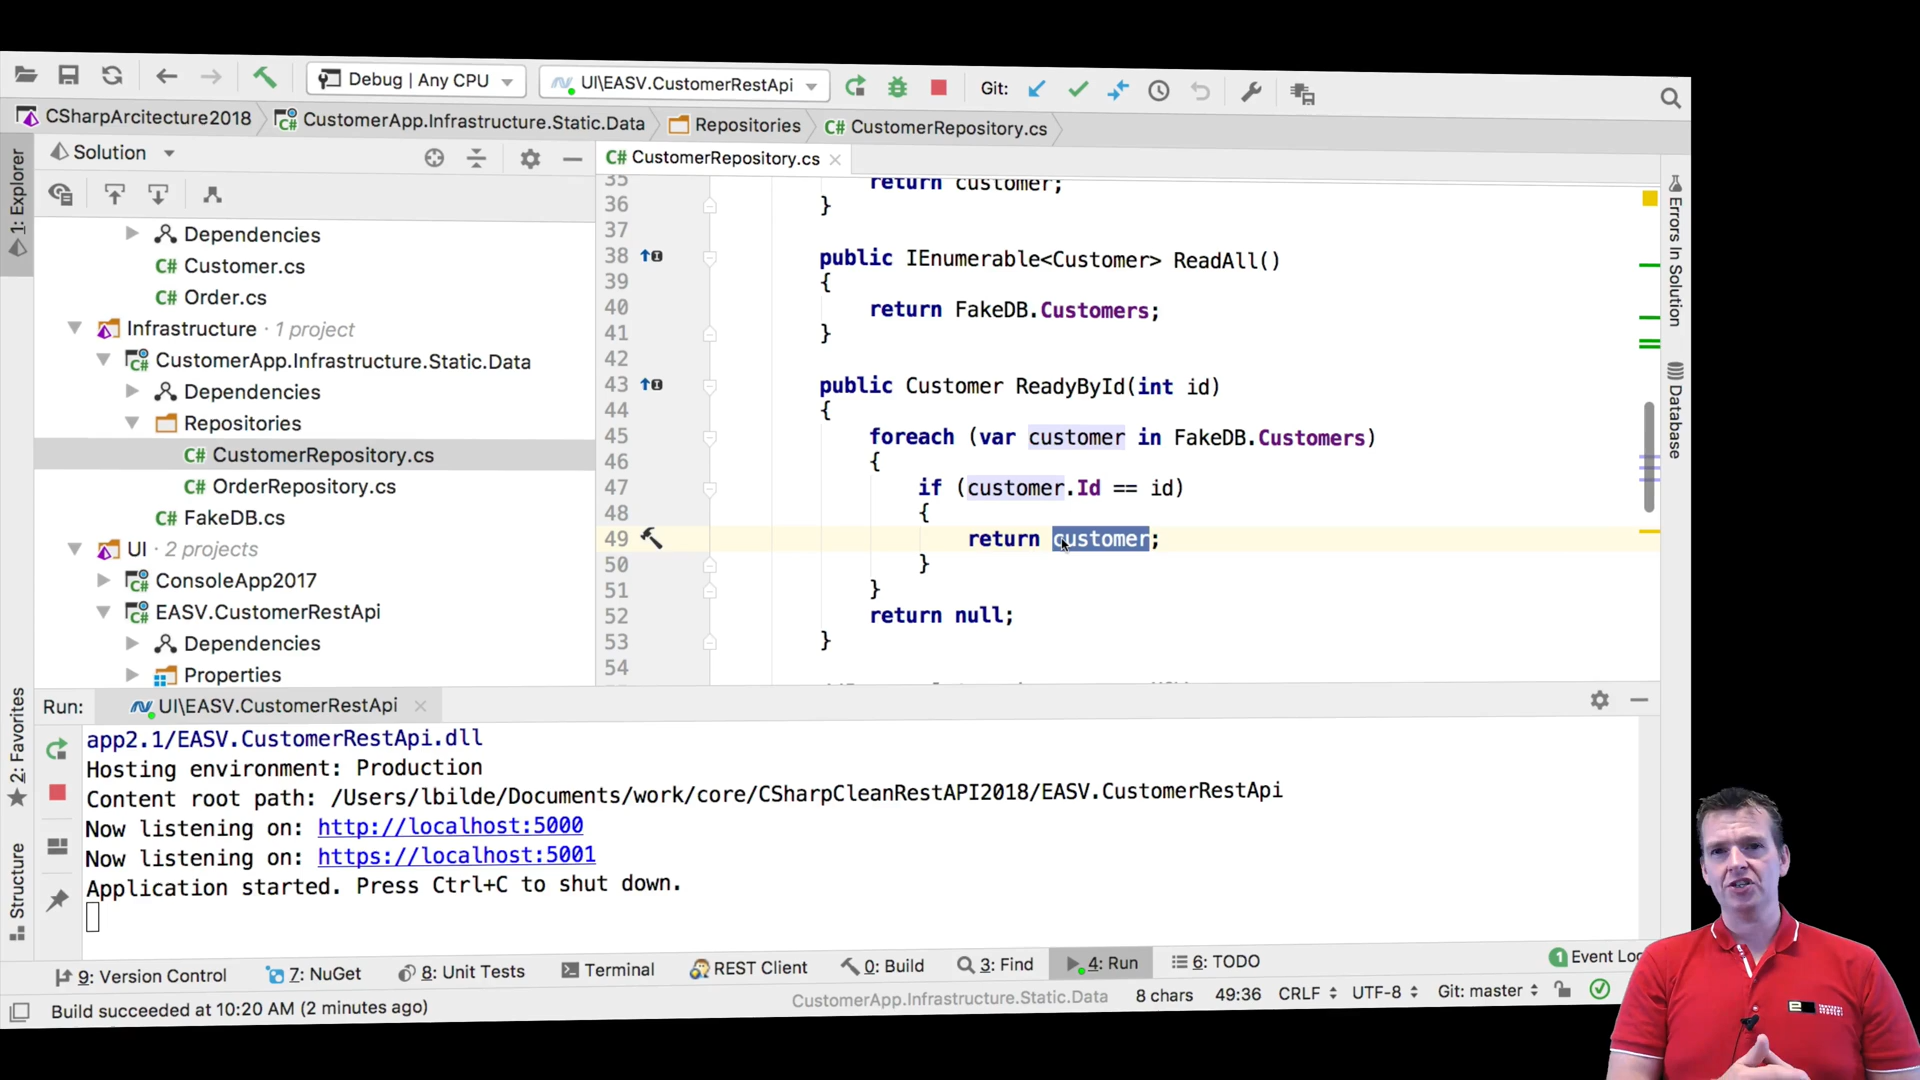 Debug | Any CPU
UI\EASV.CustomerRestApi
Git:
CSharpArcitecture2018
CustomerApp.Infrastructure.Static.Data
Repositories
C# CustomerRepository.cs
1: Explorer
Solution
C# CustomerRepository.cs
Dependencies
C# Customer.cs
C# Order.cs
Infrastructure · 1 project
CustomerApp.Infrastructure.Static.Data
Dependencies
Repositories
C# CustomerRepository.cs
C# OrderRepository.cs
C# FakeDB.cs
UI · 2 projects
ConsoleApp2017
EASV.CustomerRestApi
Dependencies
Properties
35 return customer;
36 }
37
38 public IEnumerable<Customer> ReadAll()
39 {
40 return FakeDB.Customers;
41 }
42
43 public Customer ReadyById(int id)
44 {
45 foreach (var customer in FakeDB.Customers)
46 {
47 if (customer.Id == id)
48 {
49 return customer;
50 }
51 }
52 return null;
53 }
54
Errors In Solution
Database
2: Favorites
Structure
Run: UI\EASV.CustomerRestApi
app2.1/EASV.CustomerRestApi.dll
Hosting environment: Production
Content root path: /Users/lbilde/Documents/work/core/CSharpCleanRestAPI2018/EASV.CustomerRestApi
Now listening on: http://localhost:5000
Now listening on: https://localhost:5001
Application started. Press Ctrl+C to shut down.
9: Version Control
7: NuGet
8: Unit Tests
Terminal
REST Client
0: Build
3: Find
4: Run
6: TODO
1 Event Lo
Build succeeded at 10:20 AM (2 minutes ago)
CustomerApp.Infrastructure.Static.Data
8 chars
49:36
CRLF
UTF-8
Git: master